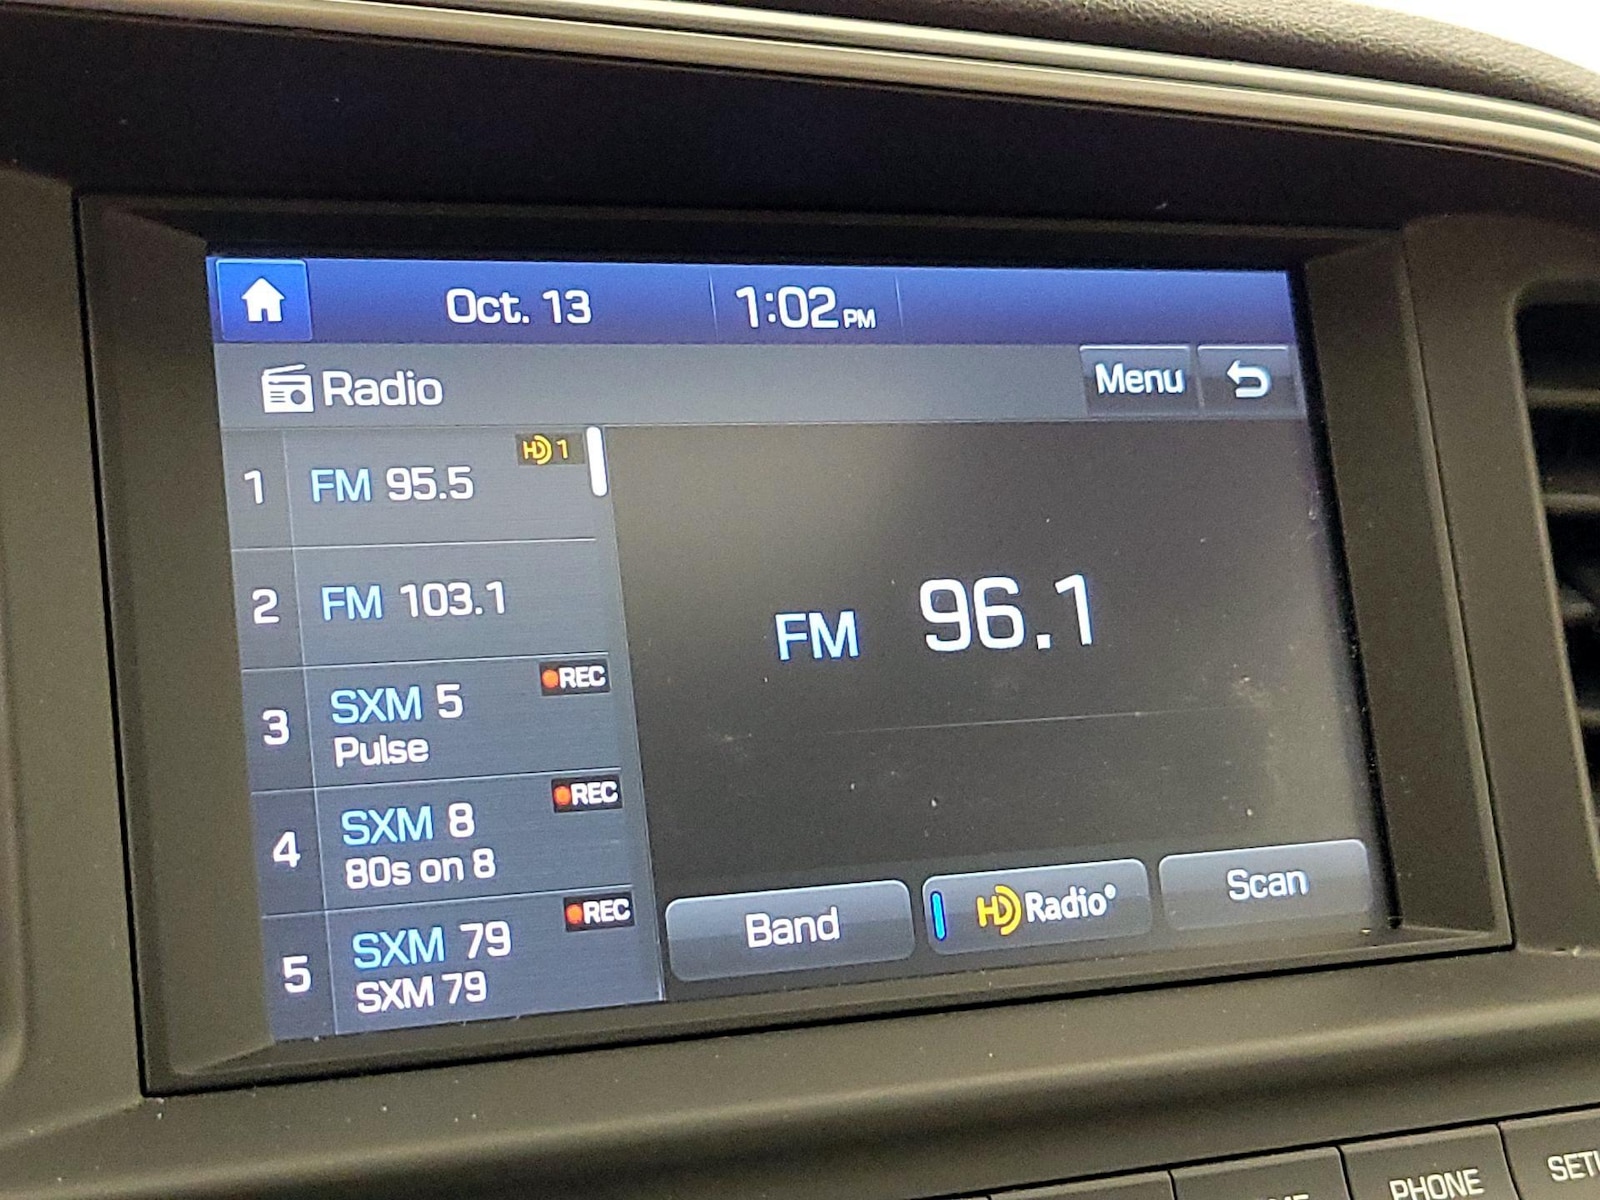 Oct. 13 1:02 PM
Radio
Menu
1 FM 95.5 HD 1
2 FM 103.1
3 SXM 5 REC
Pulse
4 SXM 8 REC
80s on 8
5 SXM 79 REC
SXM 79
FM 96.1
Band
HD Radio®
Scan
PHONE